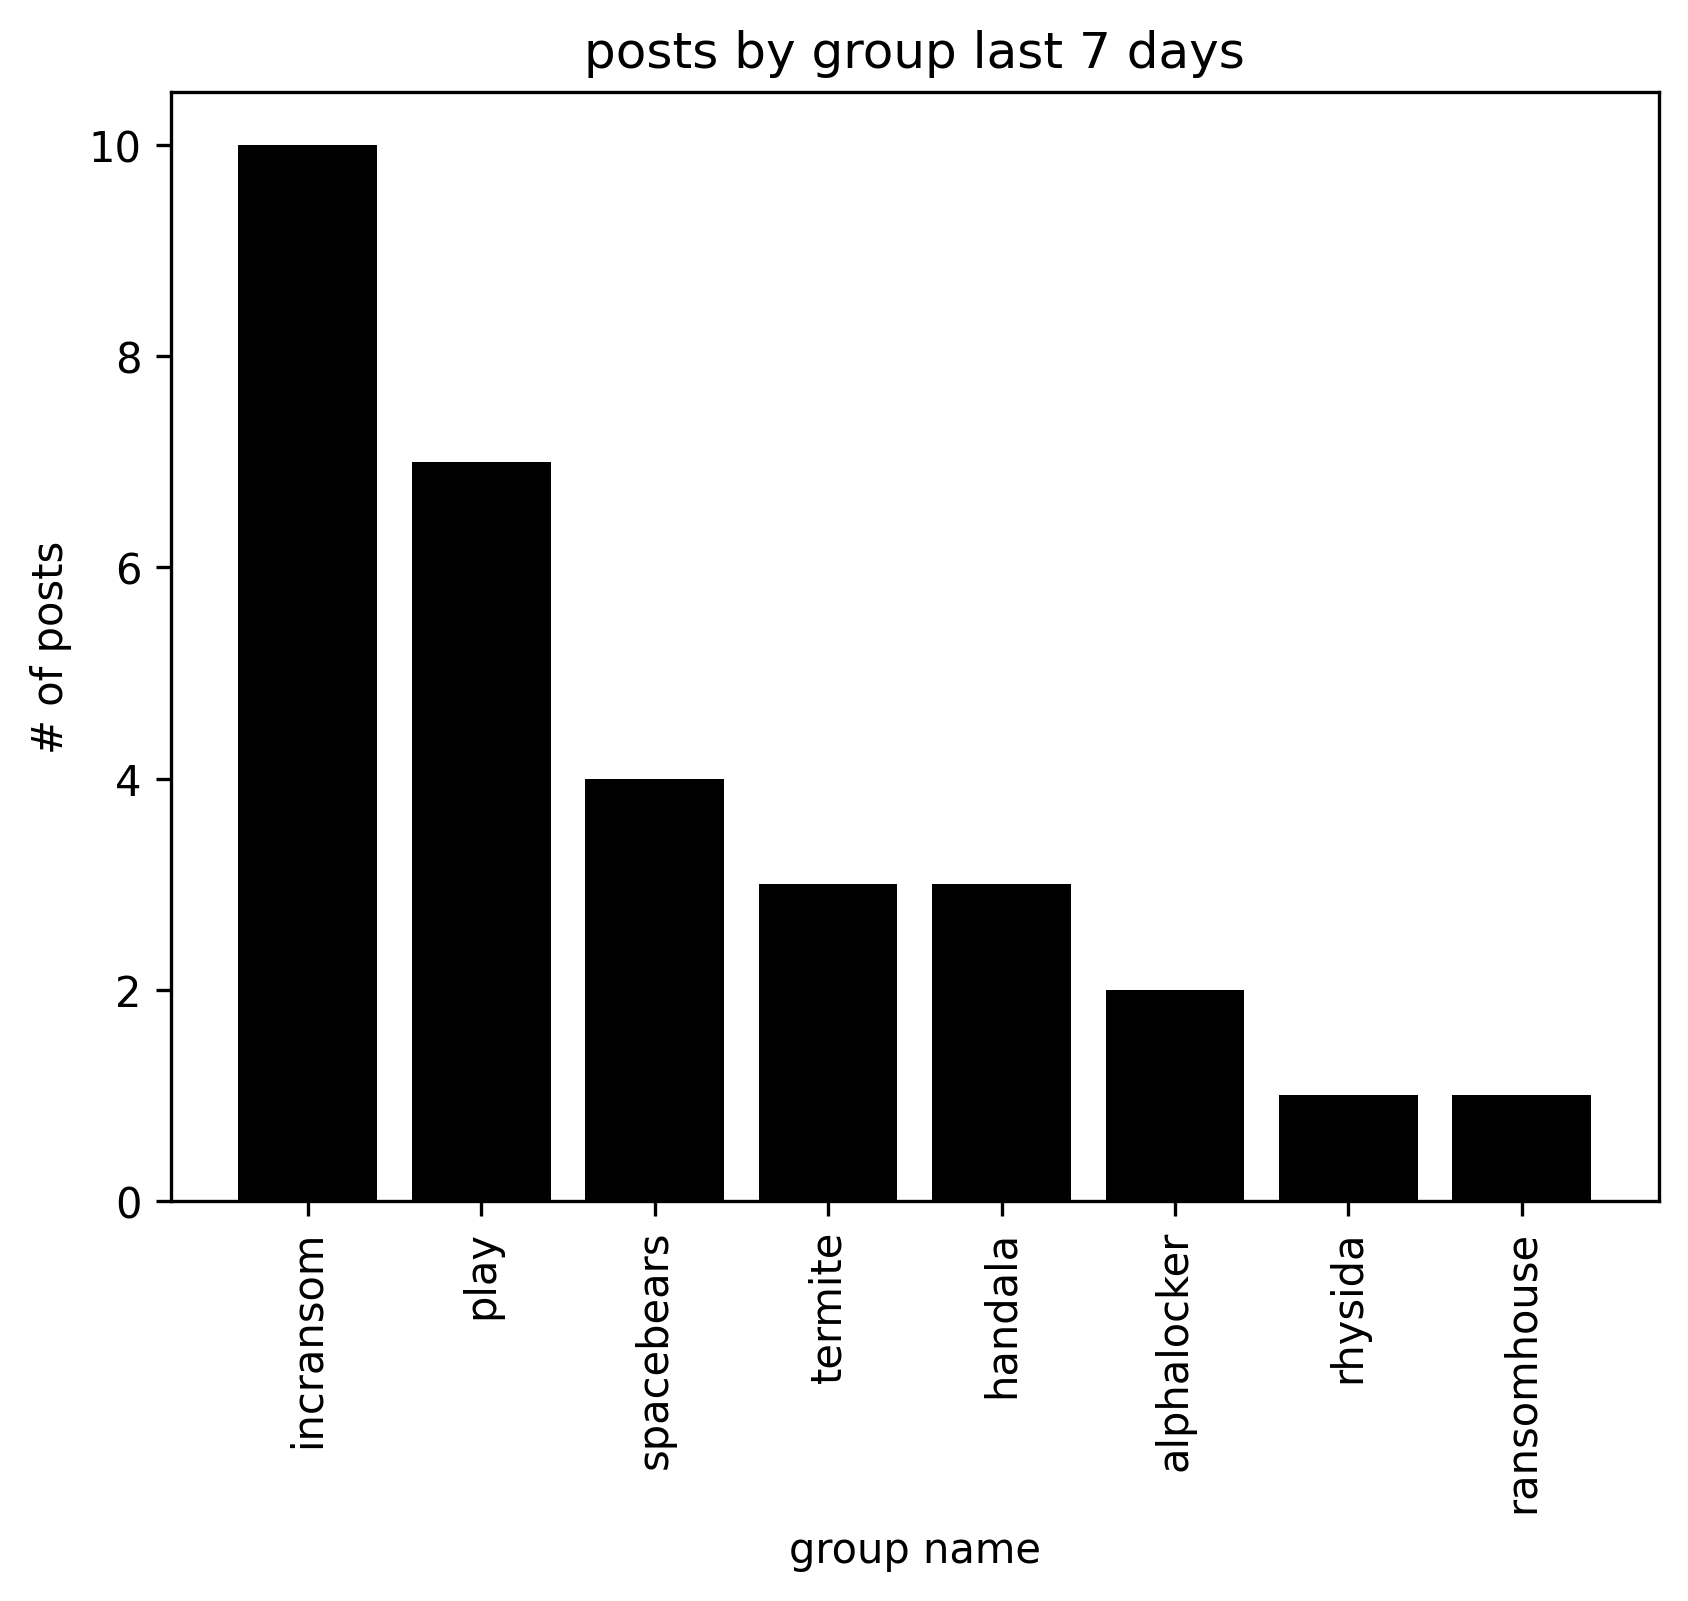 posts by group last 7 days
10
8
6
4
2
0
# of posts
incransom
play
spacebears
termite
handala
alphalocker
rhysida
ransomhouse
group name